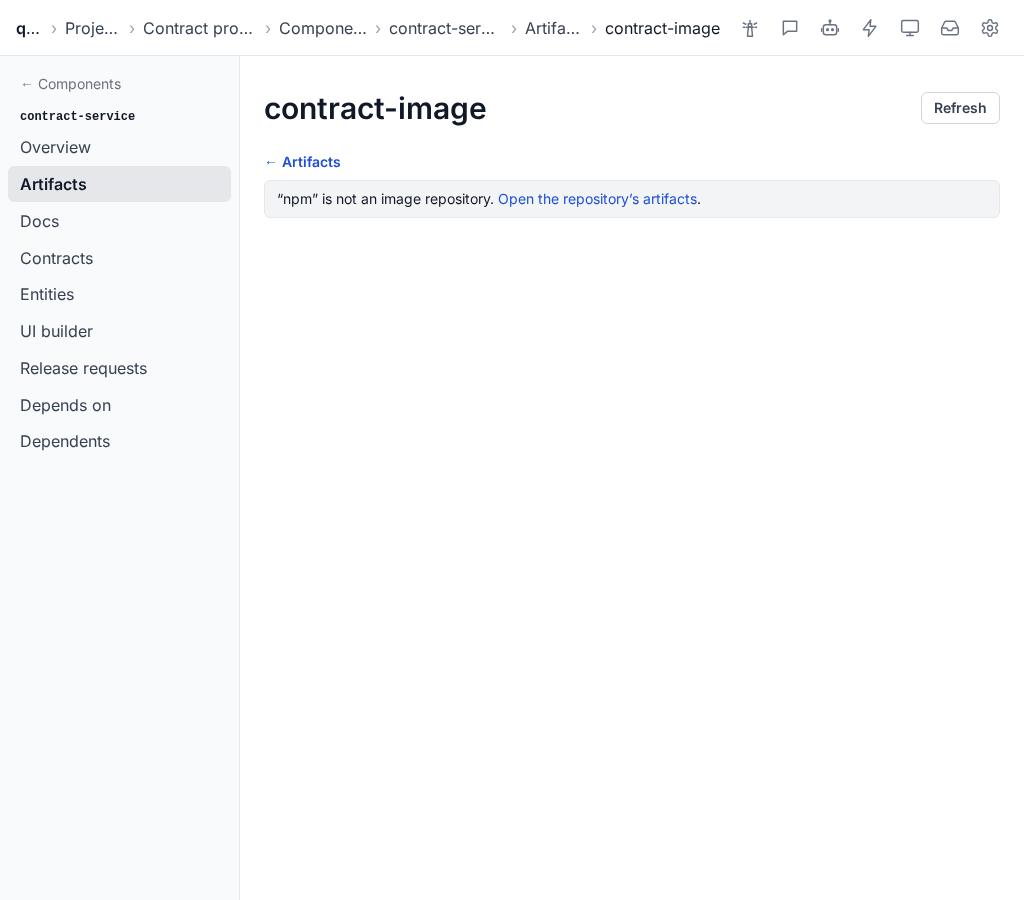 q… › Proje… › Contract pro… › Compone… › contract-ser… › Artifa… › contract-image
← Components
contract-service
Overview
Artifacts
Docs
Contracts
Entities
UI builder
Release requests
Depends on
Dependents
contract-image
Refresh
← Artifacts
“npm” is not an image repository. Open the repository’s artifacts.